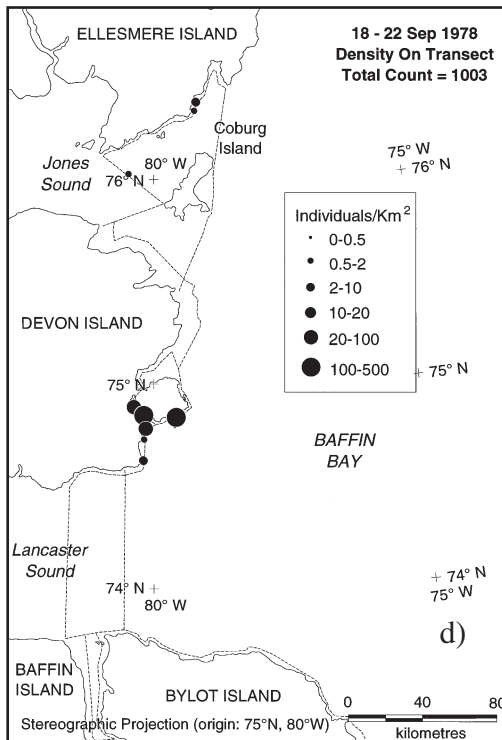 ELLESMERE ISLAND
18 - 22 Sep 1978
Density On Transect
Total Count = 1003
Coburg
Island
Jones
Sound
80° W
76° N
75° W
76° N
Individuals/Km2
0-0.5
0.5-2
2-10
10-20
20-100
100-500
DEVON ISLAND
75° N
75° N
BAFFIN
BAY
Lancaster
Sound
74° N
80° W
74° N
75° W
d)
BAFFIN
ISLAND
BYLOT ISLAND
0 40 80
kilometres
Stereographic Projection (origin: 75°N, 80°W)